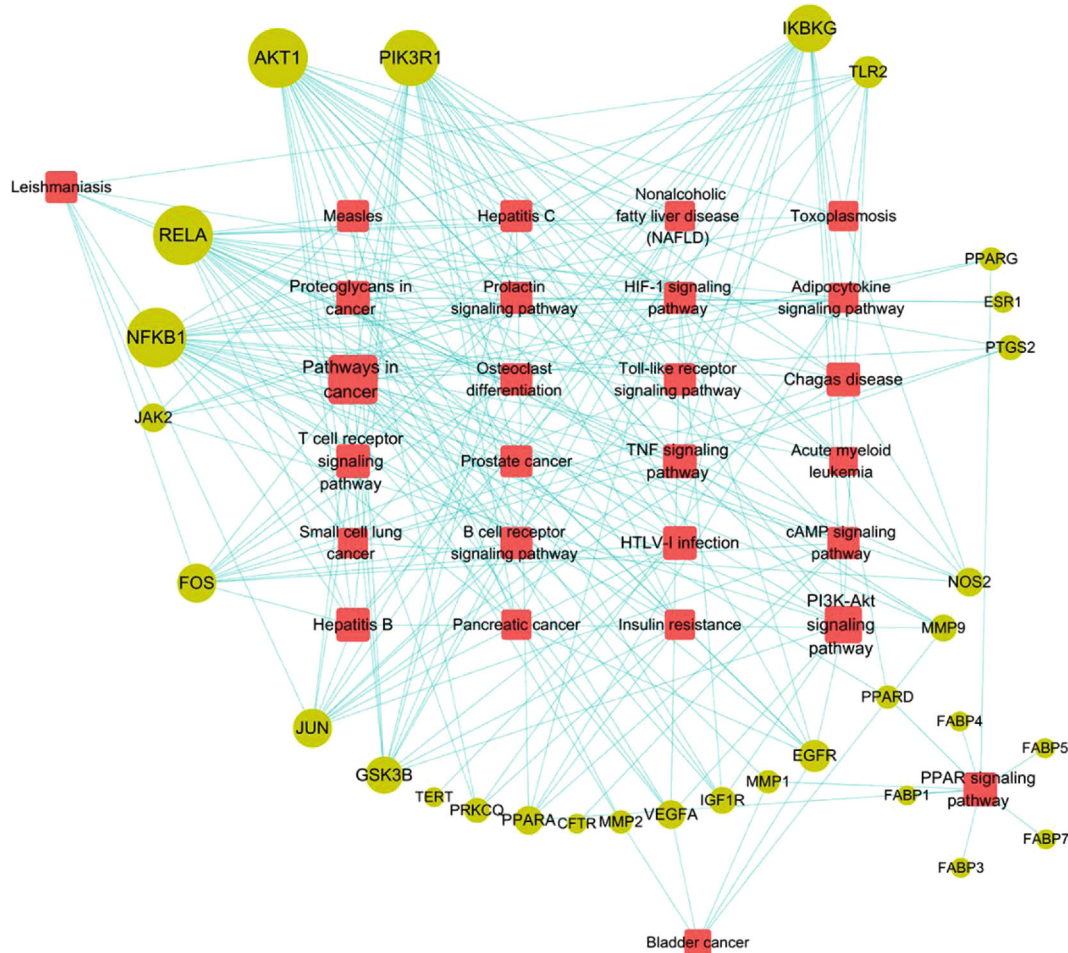 IKBKG
AKT1
PIK3R1
TLR2
Leishmaniasis
Measles
Hepatitis C
Nonalcoholic
fatty liver disease
(NAFLD)
Toxoplasmosis
RELA
PPARG
Proteoglycans in
cancer
Prolactin
signaling pathway
HIF-1 signaling
pathway
Adipocytokine
signaling pathway
ESR1
NFKB1
PTGS2
Pathways in
cancer
Osteoclast
differentiation
Toll-like receptor
signaling pathway
Chagas disease
JAK2
T cell receptor
signaling
pathway
Prostate cancer
TNF signaling
pathway
Acute myeloid
leukemia
Small cell lung
cancer
B cell receptor
signaling pathway
HTLV-I infection
cAMP signaling
pathway
FOS
NOS2
Hepatitis B
Pancreatic cancer
Insulin resistance
PI3K-Akt
signaling
pathway
MMP9
PPARD
JUN
FABP4
EGFR
FABP5
GSK3B
MMP1
PPAR signaling
pathway
TERT
PRKCQ
PPARA
CFTR
MMP2
VEGFA
IGF1R
FABP1
FABP7
FABP3
Bladder cancer